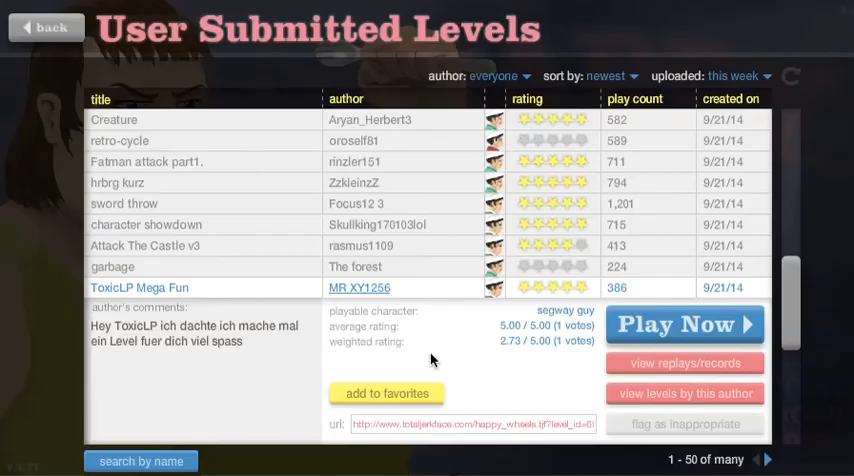 back
User Submitted Levels
author: everyone sort by: newest uploaded: this week
title author rating play count created on
Creature Aryan_Herbert3 582 9/21/14
retro-cycle oroself81 589 9/21/14
Fatman attack part1. rinzler151 711 9/21/14
hrbrg kurz ZzkleinzZ 794 9/21/14
sword throw Focus12 3 1,201 9/21/14
character showdown Skullking170103lol 715 9/21/14
Attack The Castle v3 rasmus1109 413 9/21/14
garbage The forest 224 9/21/14
ToxicLP Mega Fun MR XY1256 386 9/21/14
author's comments:
Hey ToxicLP ich dachte ich mache mal
ein Level fuer dich viel spass
playable character: segway guy
average rating: 5.00 / 5.00 (1 votes)
weighted rating: 2.73 / 5.00 (1 votes)
add to favorites
url: http://www.totaljerkface.com/happy_wheels.tjf?level_id=6
Play Now
view replays/records
view levels by this author
flag as inappropriate
search by name
1 - 50 of many